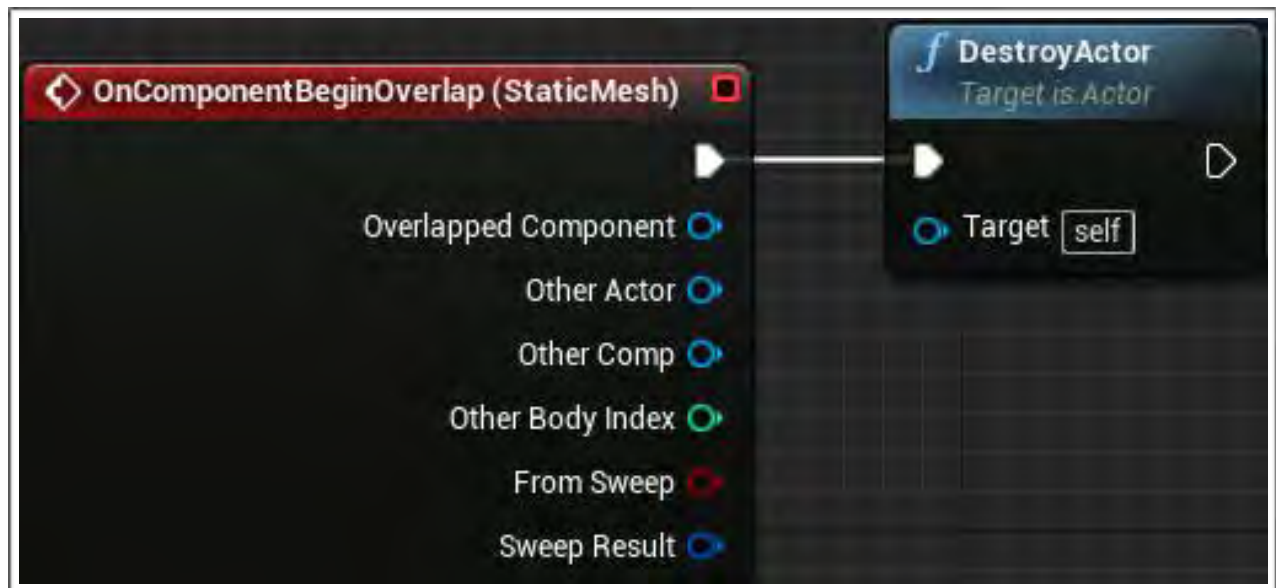 OnComponentBeginOverlap (StaticMesh)
Overlapped Component
Other Actor
Other Comp
Other Body Index
From Sweep
Sweep Result
f DestroyActor
Target is Actor
Target self